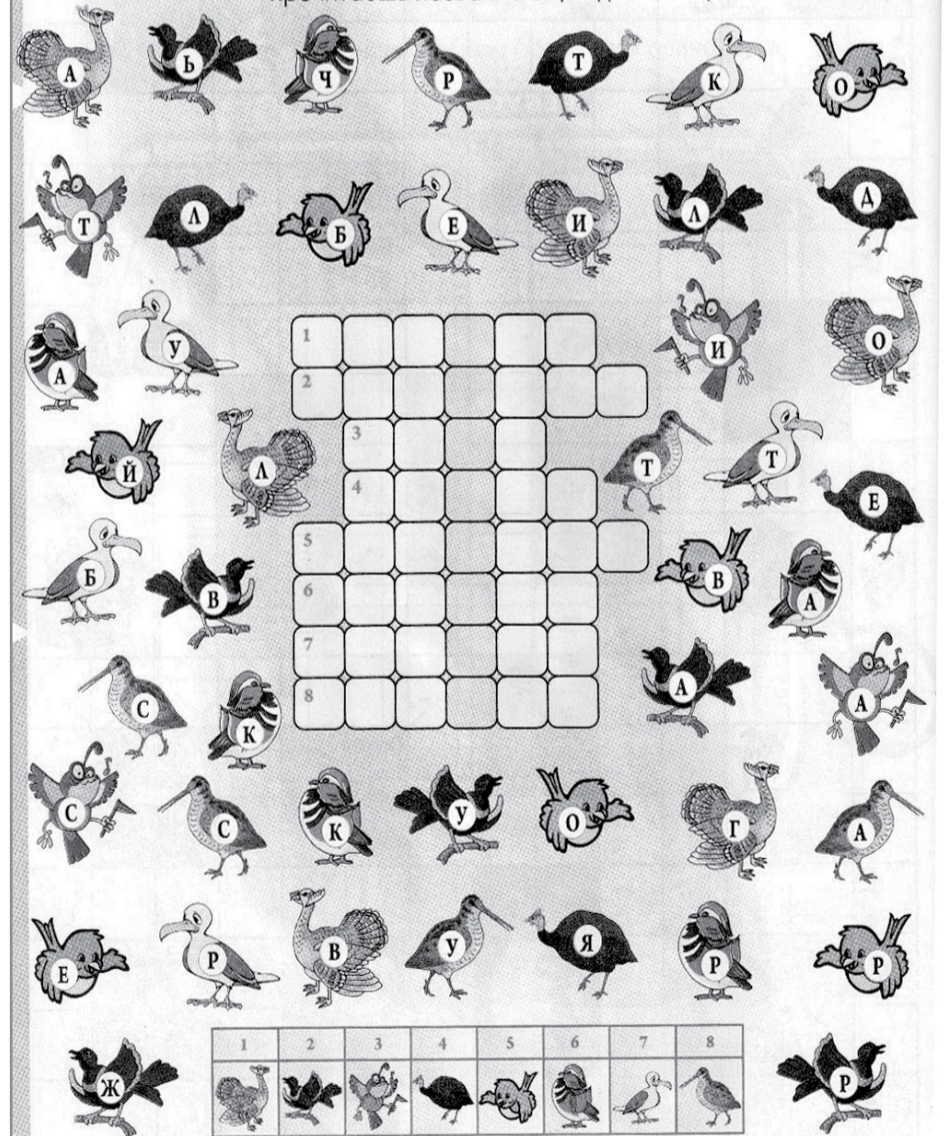 А Ь Ч Р Т К О
Т Л Б Е И Л Д
А У И О
1
2
Й Л 3 Т Т Е
4
Б В 5 В А
6
С К 7 А А
8
С С К У О Г А
Е Р В У Я Р Р
1 2 3 4 5 6 7 8
Ж Р